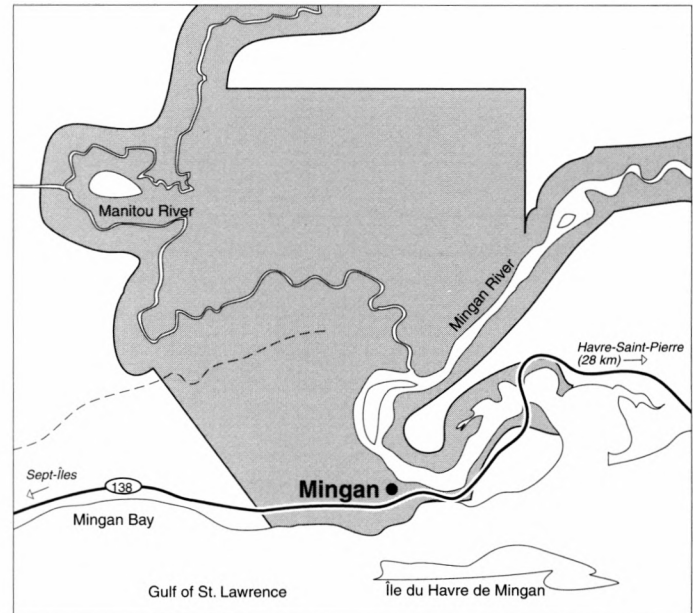 Manitou River
Mingan River
Havre-Saint-Pierre
(28 km)
Sept-Îles
138
Mingan
Mingan Bay
Gulf of St. Lawrence
Île du Havre de Mingan